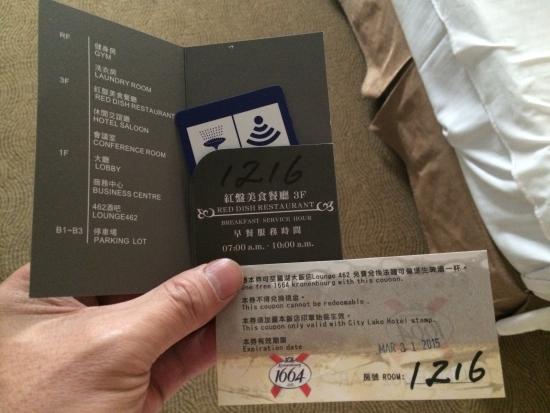 RF
健身房
GYM
洗衣房
LAUNDRY ROOM
3F
紅盤美食餐廳
RED DISH RESTAURANT
休閒交誼廳
HOTEL SALOON
會議室
CONFERENCE ROOM
1F
大廳
LOBBY
商務中心
BUSINESS CENTRE
462酒吧
LOUNGE462
B1~B3
停車場
PARKING LOT
1216
紅盤美食餐廳 3F
RED DISH RESTAURANT
BREAKFAST SERVICE HOUR
早餐服務時間
07:00 a.m. - 10:00 a.m.
本券可至麗湖大飯店Lounge 462 免費兌換法國可倫堡生啤酒一杯。
one free 1664 kronenbourg with this coupon.
本券不得兌換現金。
This coupon cannot be redeemable .
本券須加蓋本飯店印章始能生效。
This coupon only valid with City Lake Hotel stamp.
本券有效期限
Expiration date
MAR 31 2015
Kronenbourg
1664
房號 ROOM: 1216